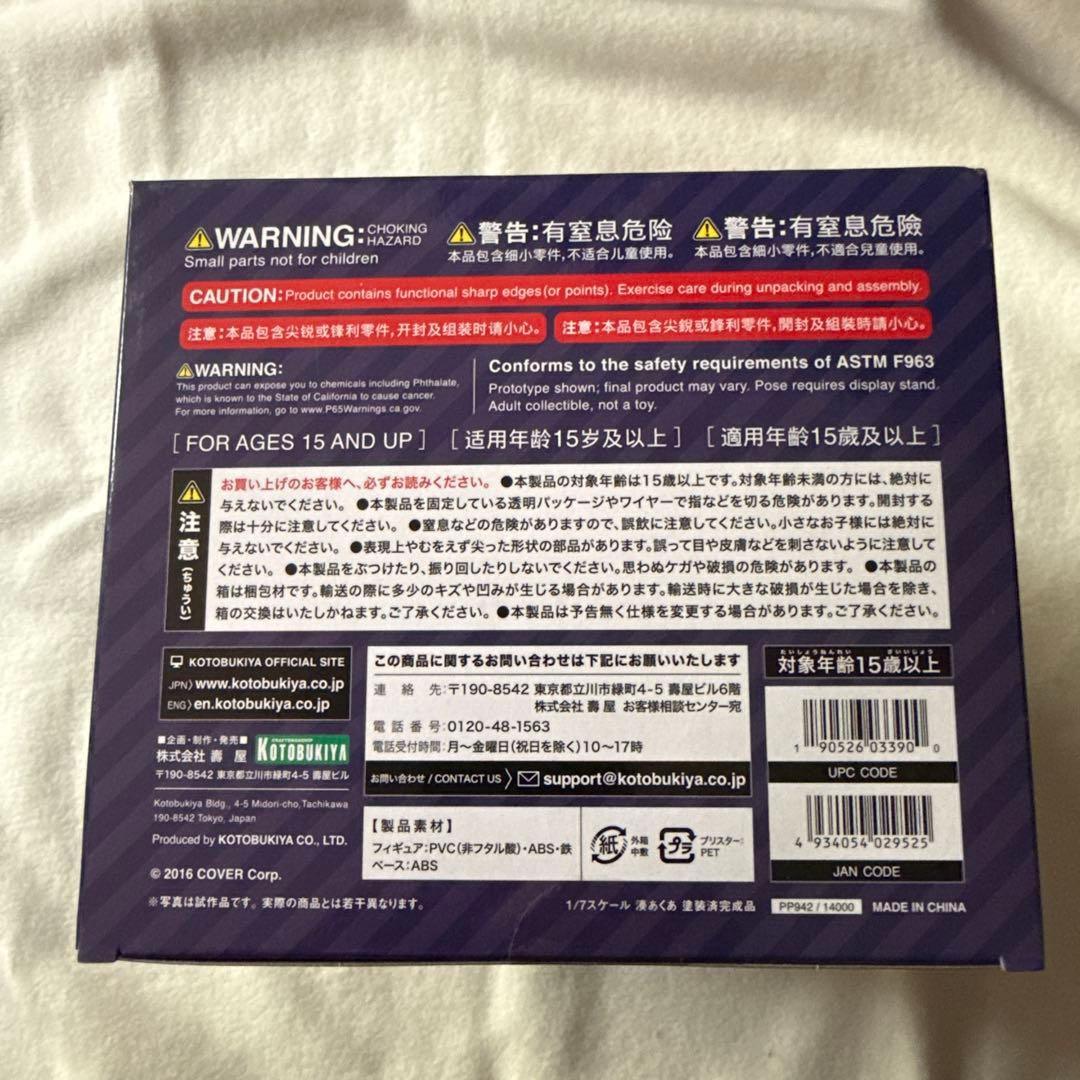 ⚠WARNING: CHOKING HAZARD
Small parts not for children
⚠警告:有窒息危险
本品包含细小零件,不适合儿童使用。
⚠警告:有窒息危險
本品包含細小零件,不適合兒童使用。
CAUTION: Product contains functional sharp edges (or points). Exercise care during unpacking and assembly.
注意:本品包含尖锐或锋利零件,开封及组装时请小心。
注意:本品包含尖銳或鋒利零件,開封及組裝時請小心。
⚠WARNING:
This product can expose you to chemicals including Phthalate,
which is known to the State of California to cause cancer.
For more information, go to www.P65Warnings.ca.gov.
Conforms to the safety requirements of ASTM F963
Prototype shown; final product may vary. Pose requires display stand.
Adult collectible, not a toy.
[FOR AGES 15 AND UP] [适用年龄15岁及以上] [適用年齡15歲及以上]
⚠注意(ちゅうい)
お買い上げのお客様へ、必ずお読みください。 ●本製品の対象年齢は15歳以上です。対象年齢未満の方には、絶対に
与えないでください。 ●本製品を固定している透明パッケージやワイヤーで指などを切る危険があります。開封する
際は十分に注意してください。 ●窒息などの危険がありますので、誤飲に注意してください。小さなお子様には絶対に
与えないでください。 ●表現上やむをえず尖った形状の部品があります。誤って目や皮膚などを刺さないように注意して
ください。 ●本製品をぶつけたり、振り回したりしないでください。思わぬケガや破損の危険があります。 ●本製品の
箱は梱包材です。輸送の際に多少のキズや凹みが生じる場合があります。輸送時に大きな破損が生じた場合を除き、
箱の交換はいたしかねます。ご了承ください。 ●本製品は予告無く仕様を変更する場合があります。ご了承ください。
KOTOBUKIYA OFFICIAL SITE
JPN〉www.kotobukiya.co.jp
ENG〉en.kotobukiya.co.jp
■企画・制作・発売■
株式会社 壽 屋
CRAFTSMANSHIP
KOTOBUKIYA
〒190-8542 東京都立川市緑町4-5 壽屋ビル
Kotobukiya Bldg., 4-5 Midori-cho,Tachikawa
190-8542 Tokyo, Japan
Produced by KOTOBUKIYA CO., LTD.
© 2016 COVER Corp.
※写真は試作品です。実際の商品とは若干異なります。
この商品に関するお問い合わせは下記にお願いいたします
連絡先:〒190-8542 東京都立川市緑町4-5 壽屋ビル6階
株式会社 壽 屋 お客様相談センター宛
電話番号:0120-48-1563
電話受付時間:月~金曜日(祝日を除く)10~17時
お問い合わせ/CONTACT US 〉 support@kotobukiya.co.jp
【製品素材】
フィギュア:PVC(非フタル酸)・ABS・鉄
ベース:ABS
紙
外箱
中敷
プラ
ブリスター:
PET
たいしょうねんれい さいいじょう
対象年齢15歳以上
1 90526 03390 0
UPC CODE
4 934054 029525
JAN CODE
1/7スケール 湊あくあ 塗装済完成品
PP942 / 14000
MADE IN CHINA